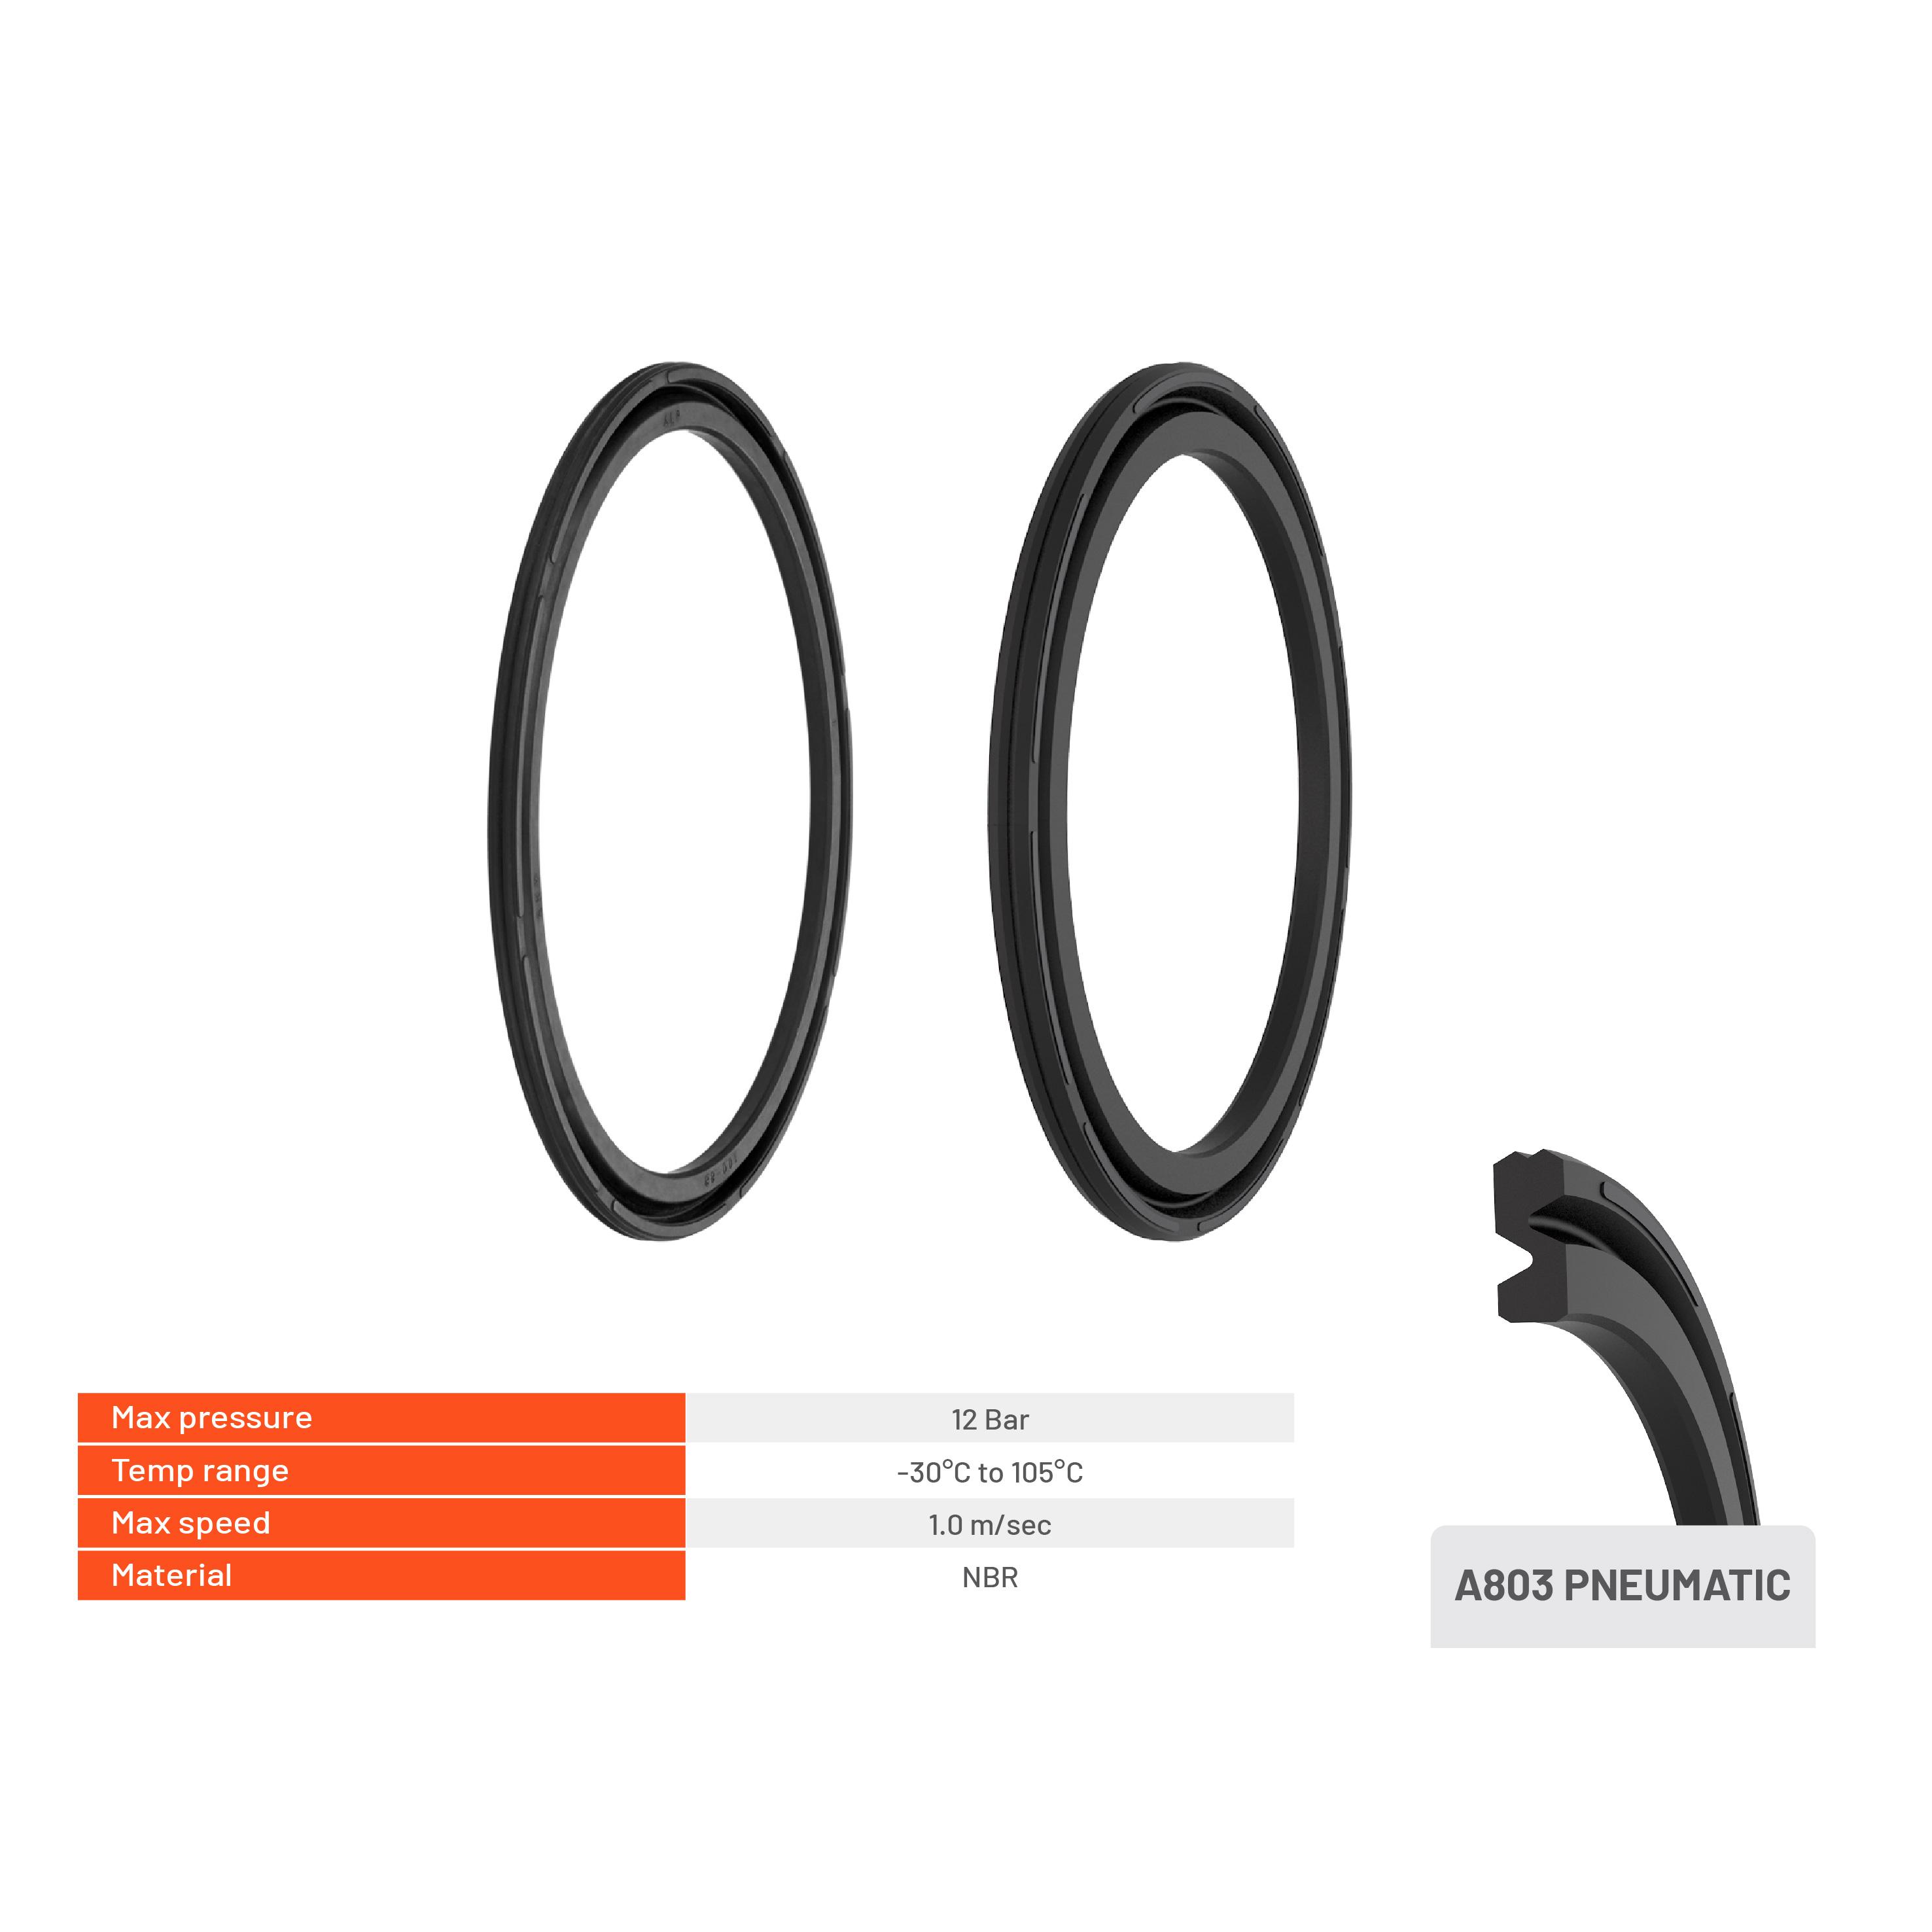 Max pressure 12 Bar
Temp range -30°C to 105°C
Max speed 1.0 m/sec
Material NBR
A803 PNEUMATIC